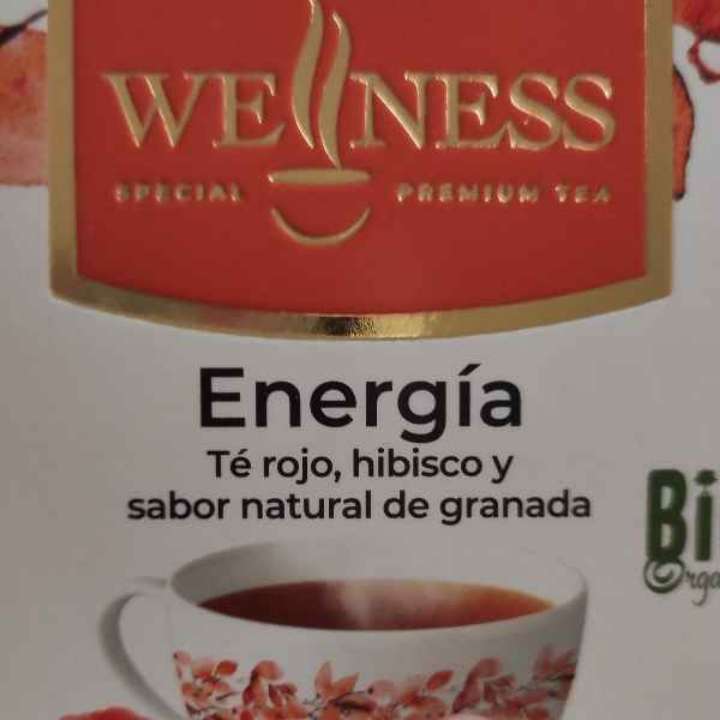 WEllNESS
SPECIAL PREMIUM TEA
Energía
Té rojo, hibisco y
sabor natural de granada